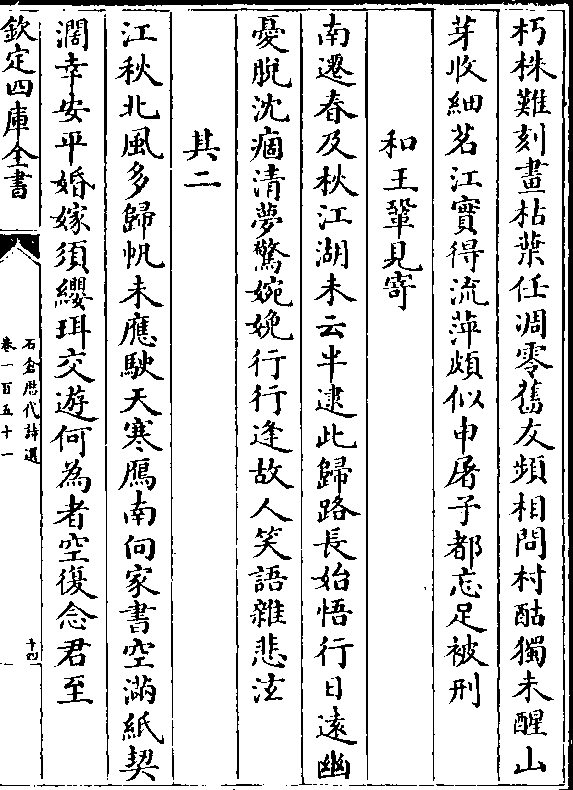 朽株難刻畫枯葉任凋零舊友頻相問村酤獨未醒山
芽收細茗江實得流萍頗似申屠子都忘足被刑
和王鞏見寄
南遷春及秋江湖未云半逮此歸路長始悟行日逺幽
憂脫沈痼清夢驚婉娩行行逢故人笑語雜悲泫
其二
江秋北風多歸帆未應駛天寒鴈南向家書空滿紙契
濶幸安平婚嫁須纓珥交遊何為者空復念君至
欽定四庫全書
石倉厯代詩選
卷一百五十一
十四